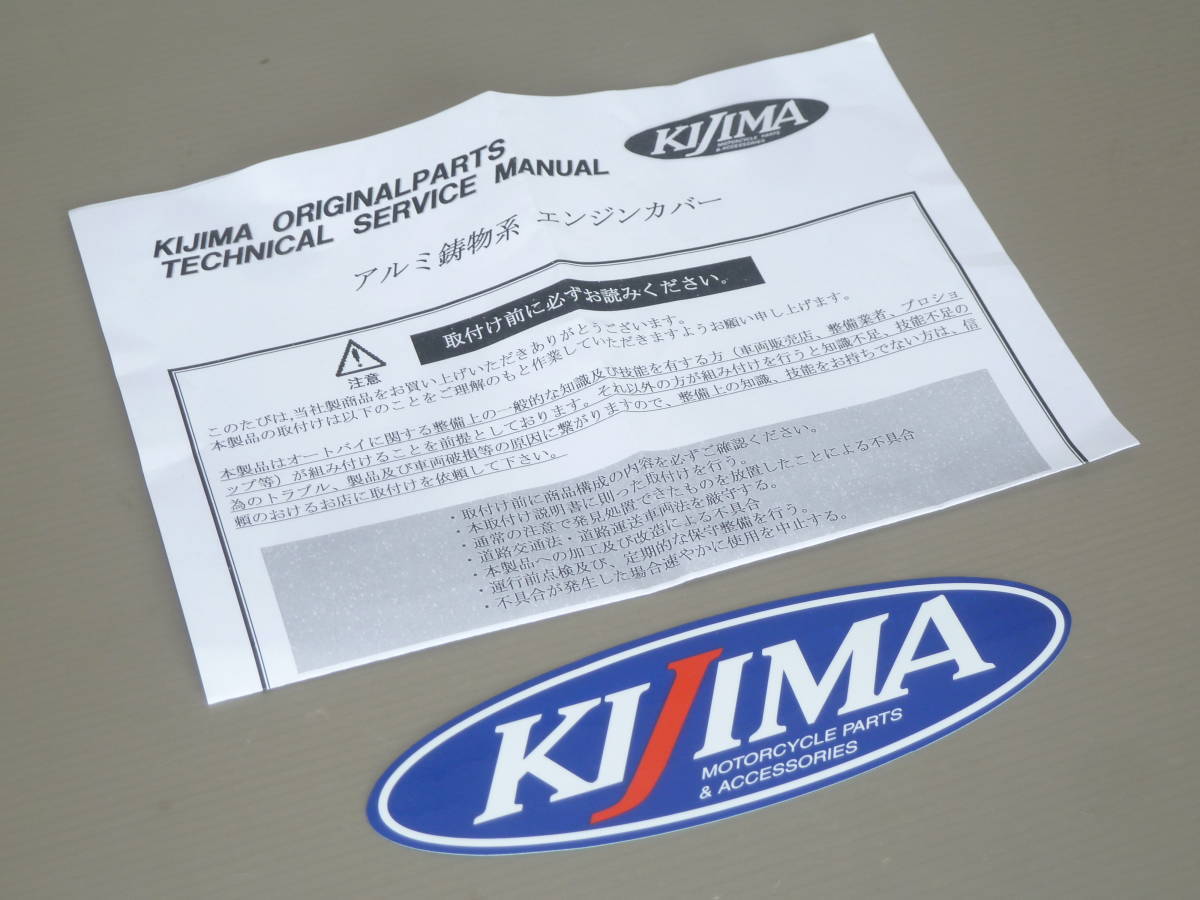 KIJIMA ORIGINALPARTS
TECHNICAL SERVICE MANUAL
KIJIMA
MOTORCYCLE PARTS
& ACCESSORIES
アルミ鋳物系 エンジンカバー
取付け前に必ずお読みください。
注意
このたびは,当社製商品をお買い上げいただきありがとうございます。
本製品の取付けは以下のことをご理解のもと作業していただきますようお願い申し上げます。
本製品はオートバイに関する整備上の一般的な知識及び技能を有する方（車両販売店、整備業者、プロショ
ップ等）が組み付けることを前提としております。それ以外の方が組み付けを行うと知識不足、技能不足の
為のトラブル、製品及び車両破損等の原因に繋がりますので、整備上の知識、技能をお持ちでない方は、信
頼のおけるお店に取付けを依頼して下さい。
・取付け前に商品構成の内容を必ずご確認ください。
・本取付け説明書に則った取付けを行う。
・通常の注意で発見処置できたものを放置したことによる不具合
・道路交通法・道路運送車両法を厳守する。
・本製品への加工及び改造による不具合
・運行前点検及び、定期的な保守整備を行う。
・不具合が発生した場合速やかに使用を中止する。
KIJIMA
MOTORCYCLE PARTS
& ACCESSORIES